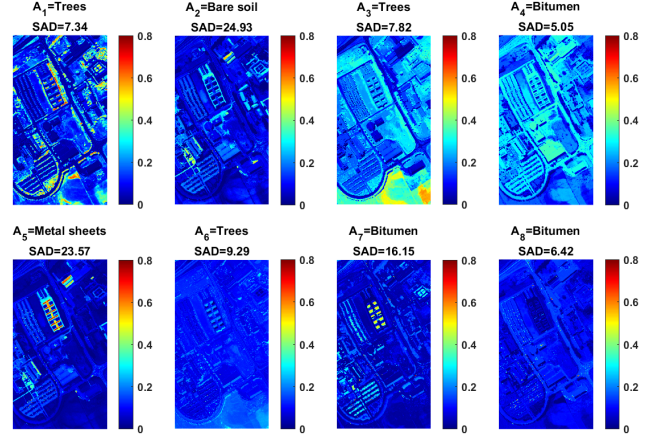 A₁=Trees
SAD=7.34
A₂=Bare soil
SAD=24.93
A₃=Trees
SAD=7.82
A₄=Bitumen
SAD=5.05
0.8
0.6
0.4
0.2
0
0.8
0.6
0.4
0.2
0
0.8
0.6
0.4
0.2
0
0.8
0.6
0.4
0.2
0
A₅=Metal sheets
SAD=23.57
A₆=Trees
SAD=9.29
A₇=Bitumen
SAD=16.15
A₈=Bitumen
SAD=6.42
0.8
0.6
0.4
0.2
0
0.8
0.6
0.4
0.2
0
0.8
0.6
0.4
0.2
0
0.8
0.6
0.4
0.2
0